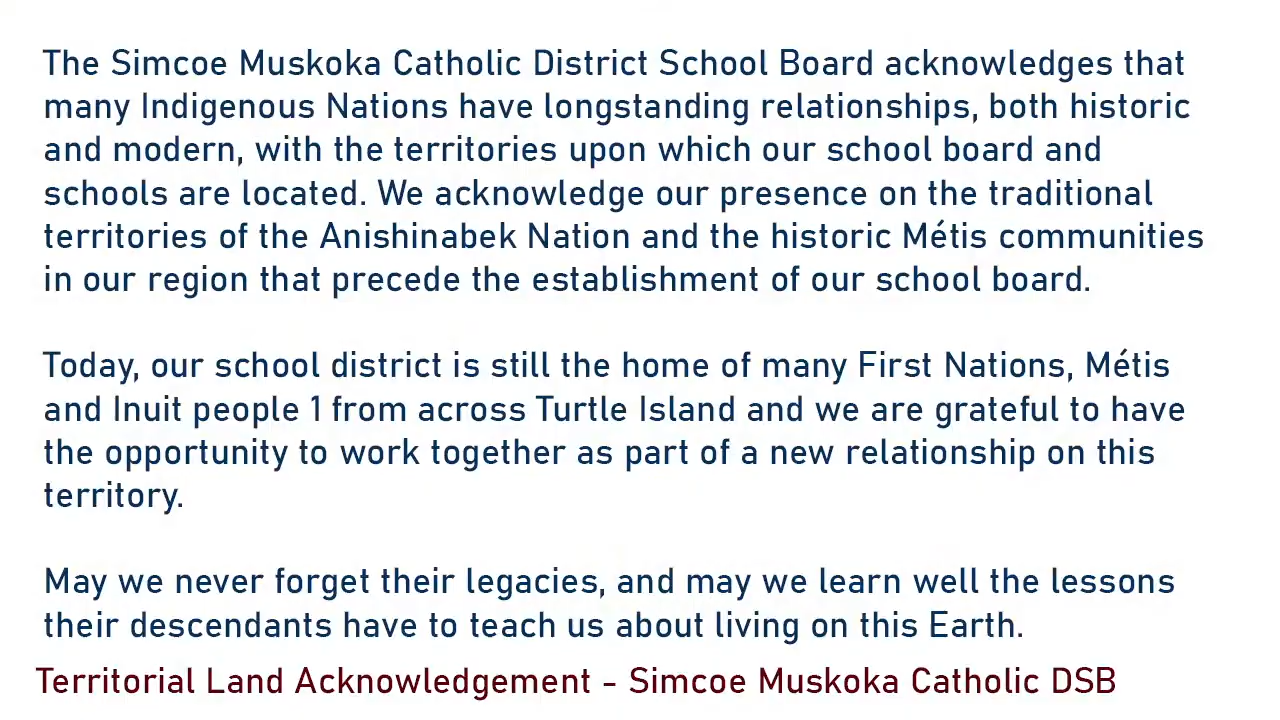 The Simcoe Muskoka Catholic District School Board acknowledges that
many Indigenous Nations have longstanding relationships, both historic
and modern, with the territories upon which our school board and
schools are located. We acknowledge our presence on the traditional
territories of the Anishinabek Nation and the historic Métis communities
in our region that precede the establishment of our school board.
Today, our school district is still the home of many First Nations, Métis
and Inuit people 1 from across Turtle Island and we are grateful to have
the opportunity to work together as part of a new relationship on this
territory.
May we never forget their legacies, and may we learn well the lessons
their descendants have to teach us about living on this Earth.
Territorial Land Acknowledgement - Simcoe Muskoka Catholic DSB